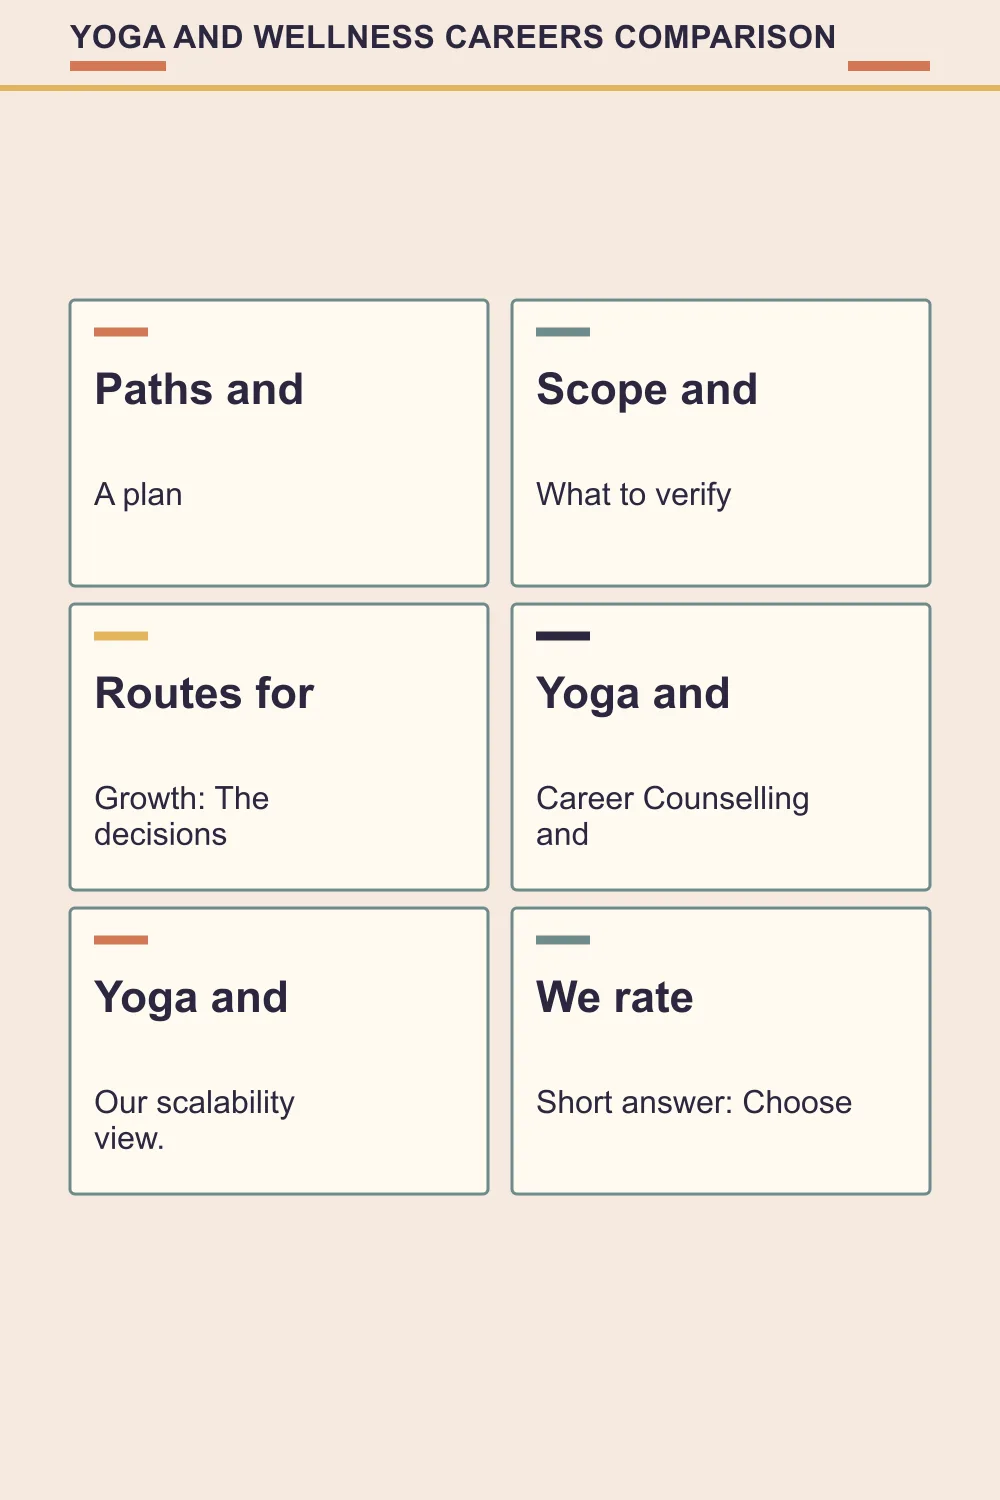 YOGA AND WELLNESS CAREERS COMPARISON
Paths and
A plan
Scope and
What to verify
Routes for
Growth: The
decisions
Yoga and
Career Counselling
and
Yoga and
Our scalability
view.
We rate
Short answer: Choose